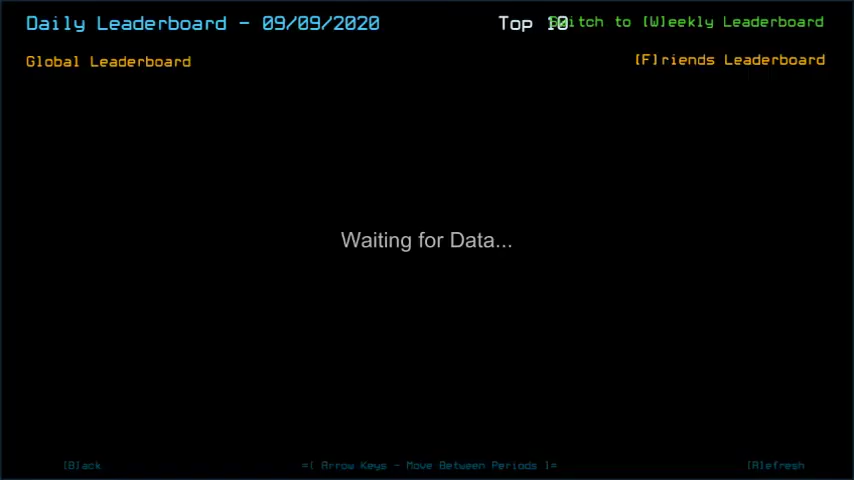 Daily Leaderboard - 09/09/2020
Top 10
Switch to [W]eekly Leaderboard
Global Leaderboard
[F]riends Leaderboard
Waiting for Data...
[B]ack
=[ Arrow Keys - Move Between Periods ]=
[R]efresh